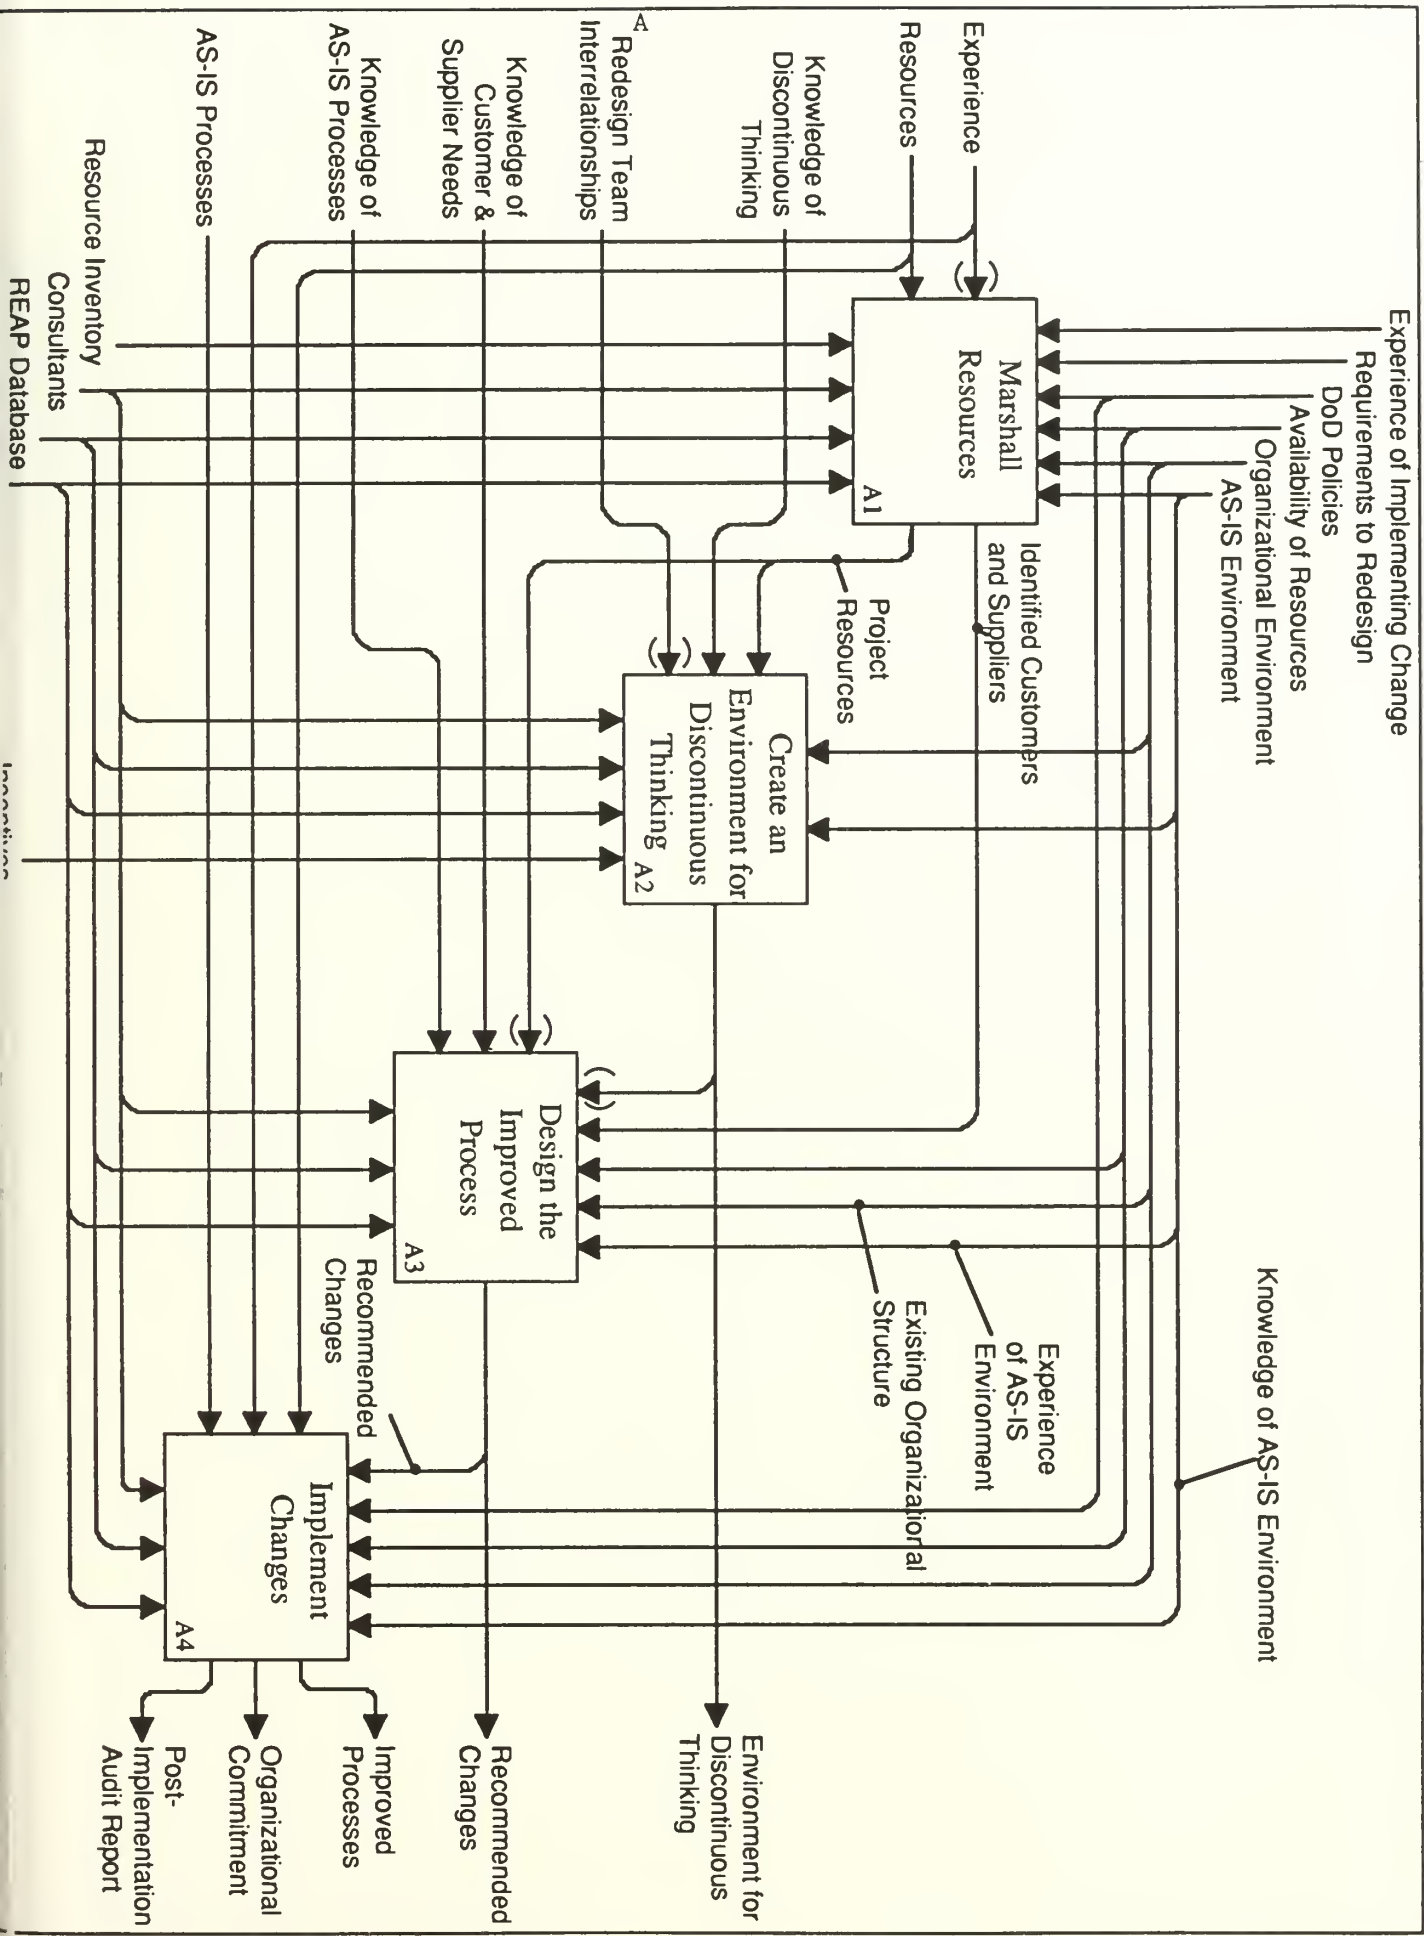 Experience of Implementing Change
Requirements to Redesign
DoD Policies
Availability of Resources
Organizational Environment
AS-IS Environment
Knowledge of AS-IS Environment
Experience
Resources
Marshall
Resources
A1
Identified Customers
and Suppliers
Project
Resources
Experience
of AS-IS
Environment
Existing Organizational
Structure
Knowledge of
Discontinuous
Thinking
A
Redesign Team
Interrelationships
Create an
Environment for
Discontinuous
Thinking
A2
Environment for
Discontinuous
Thinking
Knowledge of
Customer &
Supplier Needs
Knowledge of
AS-IS Processes
Design the
Improved
Process
A3
Recommended
Changes
Recommended
Changes
AS-IS Processes
Implement
Changes
A4
Improved
Processes
Organizational
Commitment
Post-
Implementation
Audit Report
Resource Inventory
Consultants
REAP Database